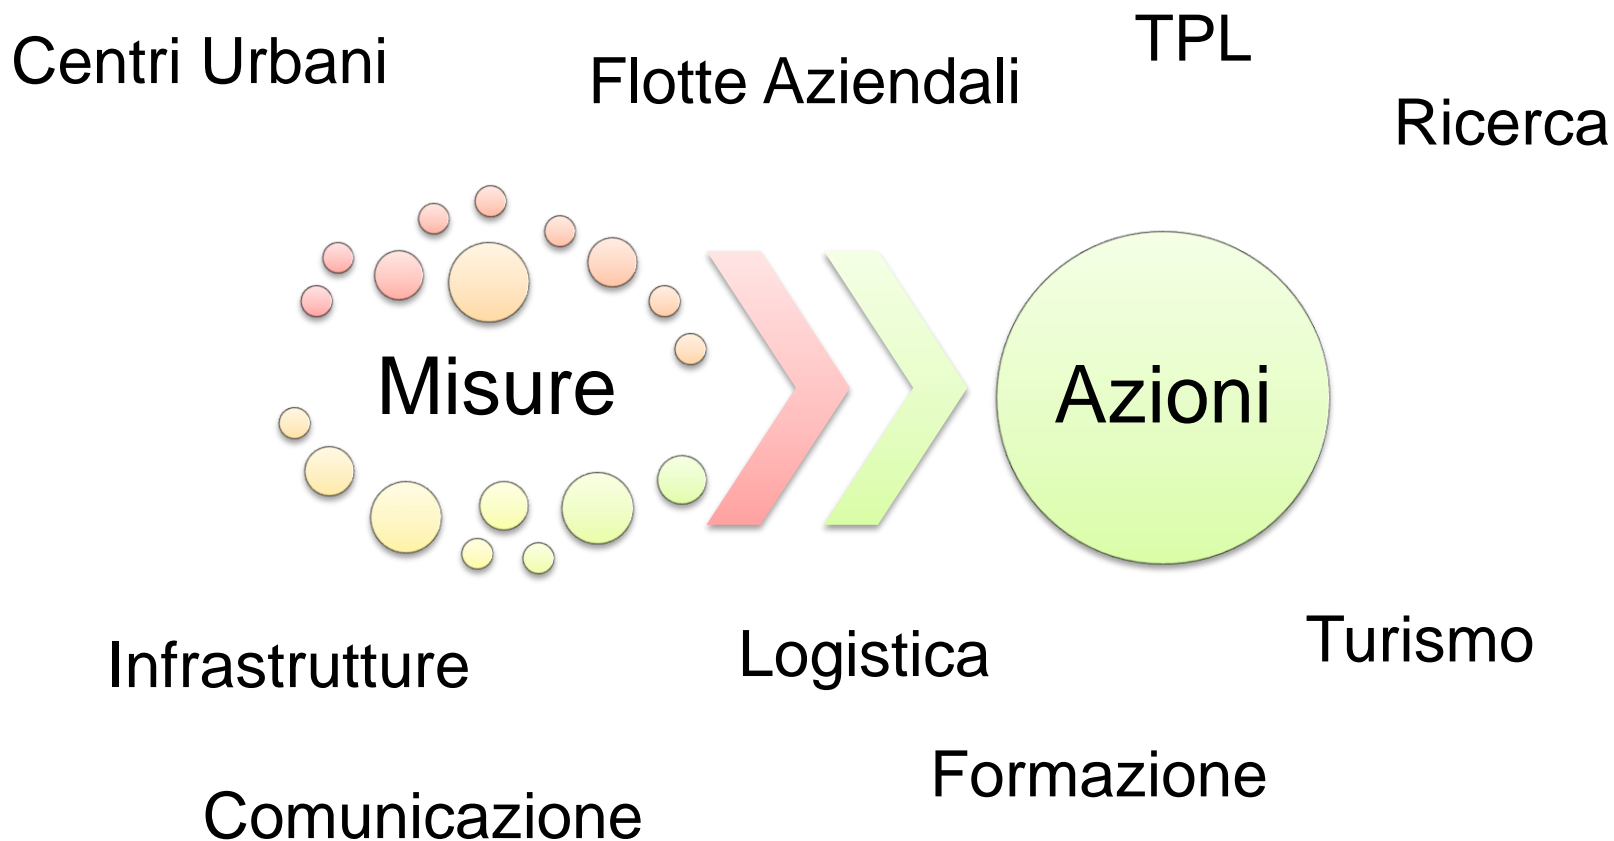 Centri Urbani
Flotte Aziendali
TPL
Ricerca
Misure
Azioni
Infrastrutture
Logistica
Turismo
Comunicazione
Formazione